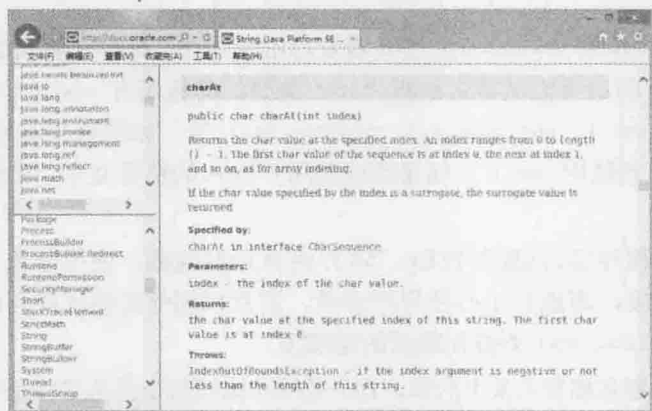 docs.oracle.com
String (Java Platform SE ...
文件(F) 编辑(E) 查看(V) 收藏夹(A) 工具(T) 帮助(H)
java.io
java.lang
java.lang.annotation
java.lang.instrument
java.lang.invoke
java.lang.management
java.lang.ref
java.lang.reflect
java.math
java.net
Package
Process
ProcessBuilder
ProcessBuilder.Redirect
Runtime
RuntimePermission
SecurityManager
Short
StackTraceElement
StrictMath
String
StringBuffer
StringBuilder
System
Thread
ThreadGroup
charAt
public char charAt(int index)
Returns the char value at the specified index. An index ranges from 0 to length
() - 1. The first char value of the sequence is at index 0, the next at index 1,
and so on, as for array indexing.
If the char value specified by the index is a surrogate, the surrogate value is
returned.
Specified by:
charAt in interface CharSequence
Parameters:
index - the index of the char value.
Returns:
the char value at the specified index of this string. The first char
value is at index 0.
Throws:
IndexOutOfBoundsException - if the index argument is negative or not
less than the length of this string.